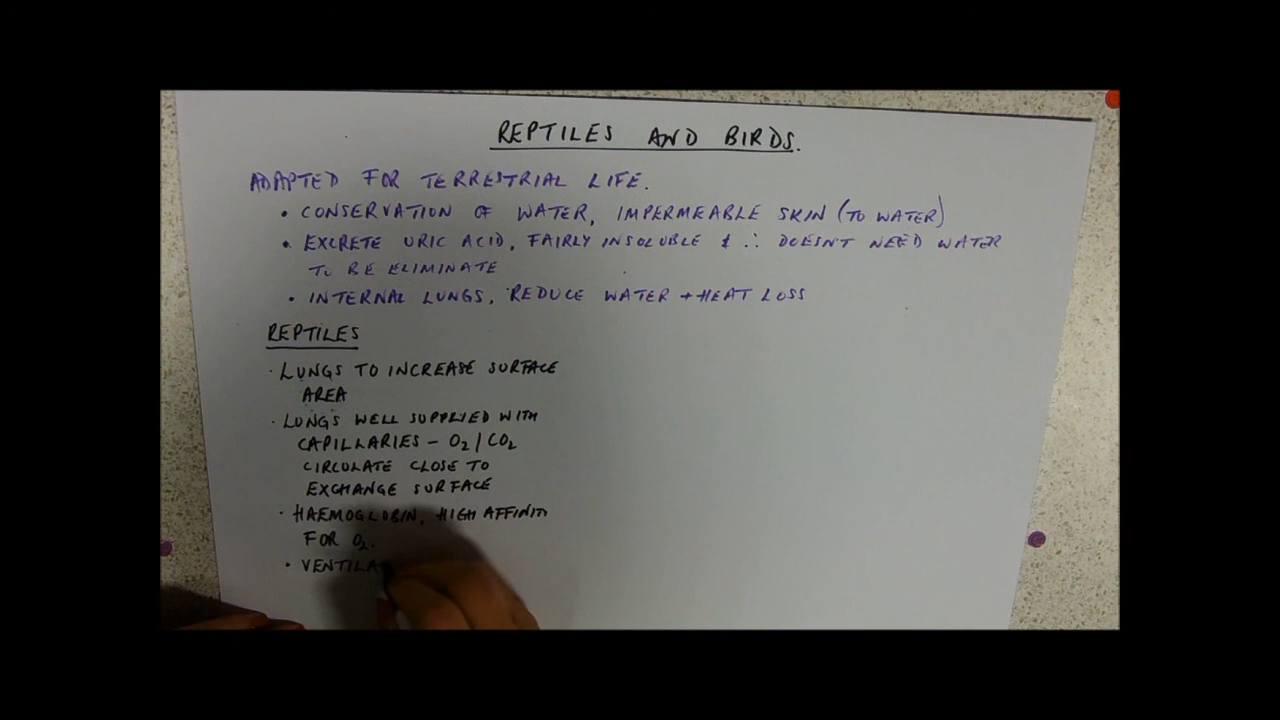 REPTILES AND BIRDS.
ADAPTED FOR TERRESTRIAL LIFE.
• CONSERVATION OF WATER, IMPERMEABLE SKIN (TO WATER)
• EXCRETE URIC ACID, FAIRLY INSOLUBLE & ∴ DOESN'T NEED WATER
TO BE ELIMINATE
• INTERNAL LUNGS, REDUCE WATER + HEAT LOSS
REPTILES
· LUNGS TO INCREASE SURFACE
AREA
· LUNGS WELL SUPPLIED WITH
CAPILLARIES – O₂/CO₂
CIRCULATE CLOSE TO
EXCHANGE SURFACE
· HAEMOGLOBIN, HIGH AFFINITY
FOR O₂.
• VENTILA